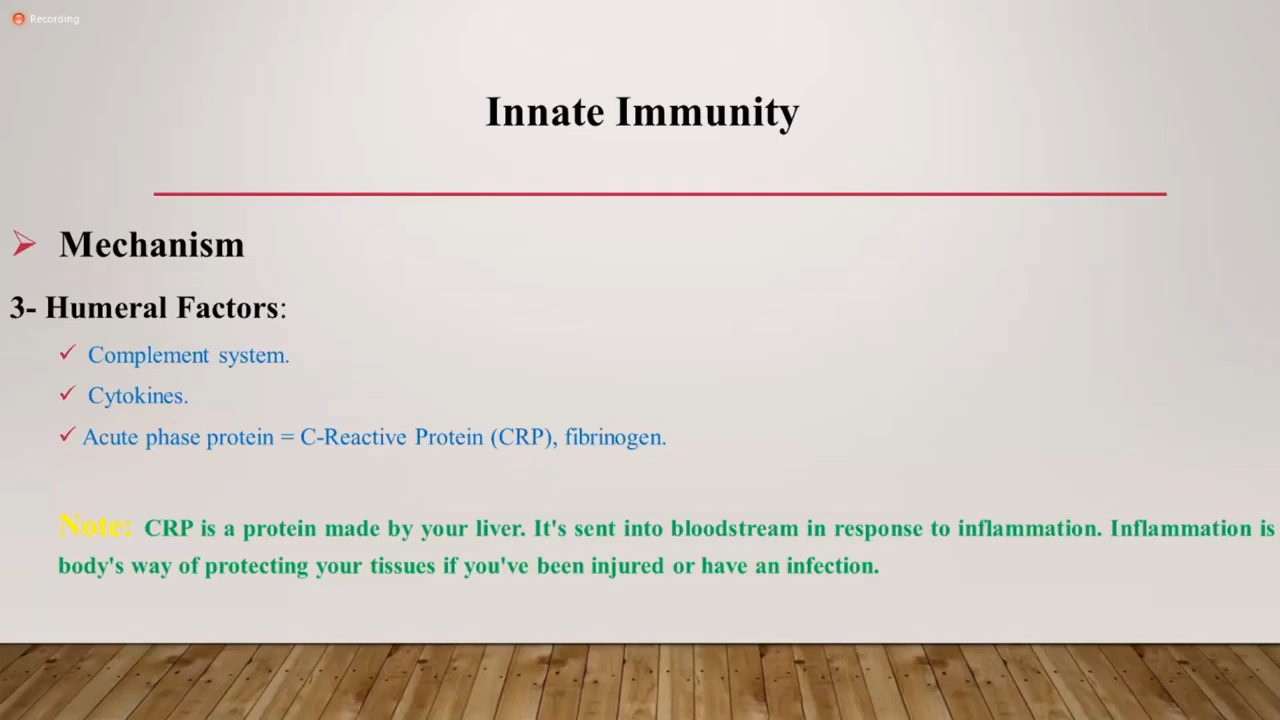 Recording
Innate Immunity
Mechanism
3- Humeral Factors:
Complement system.
Cytokines.
Acute phase protein = C-Reactive Protein (CRP), fibrinogen.
Note: CRP is a protein made by your liver. It's sent into bloodstream in response to inflammation. Inflammation is
body's way of protecting your tissues if you've been injured or have an infection.